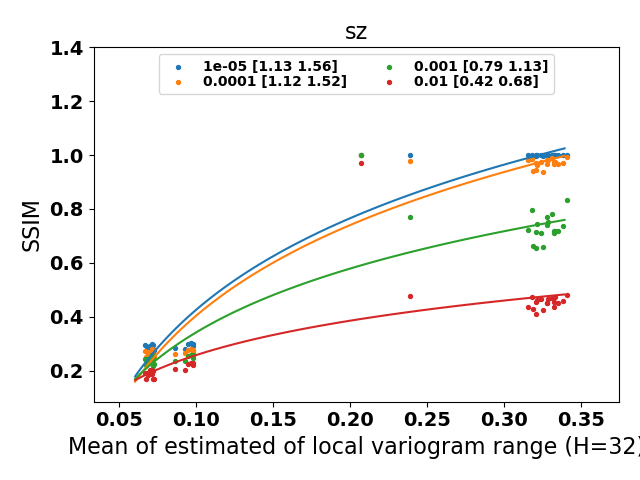 sz
1.4
1e-05 [1.13 1.56]
0.0001 [1.12 1.52]
0.001 [0.79 1.13]
0.01 [0.42 0.68]
1.2
1.0
0.8
0.6
0.4
0.2
SSIM
0.05 0.10 0.15 0.20 0.25 0.30 0.35
Mean of estimated of local variogram range (H=32)